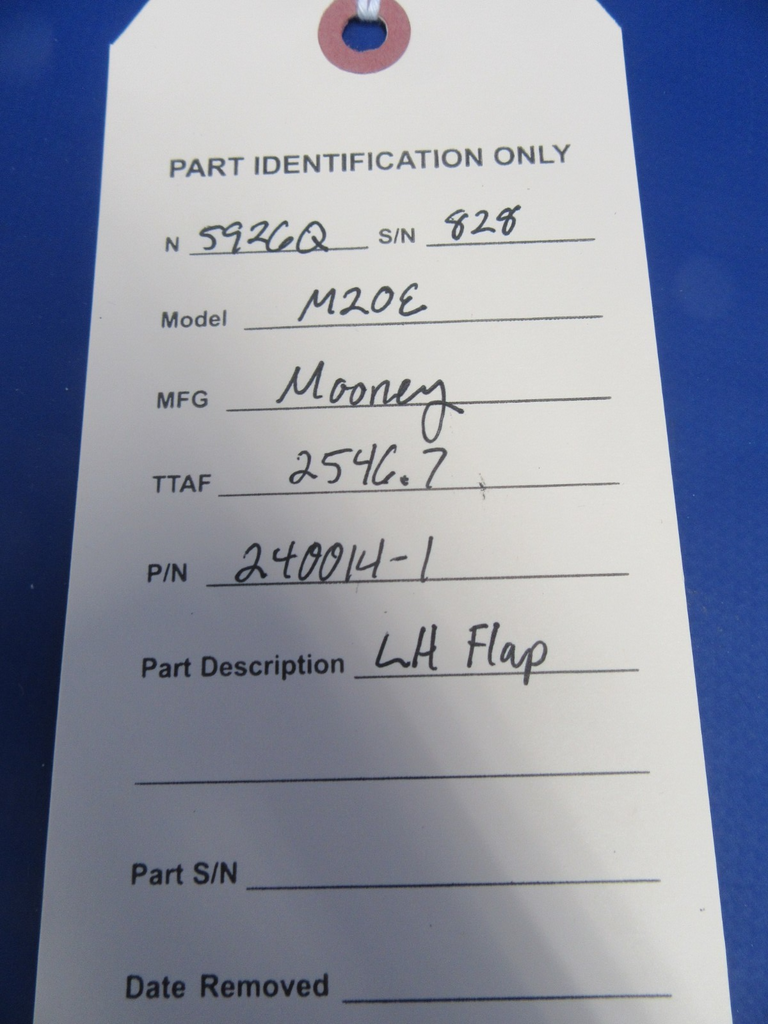 PART IDENTIFICATION ONLY
N 5926Q S/N 828
Model M20E
MFG Mooney
TTAF 2546.7
P/N 240014-1
Part Description LH Flap
Part S/N
Date Removed